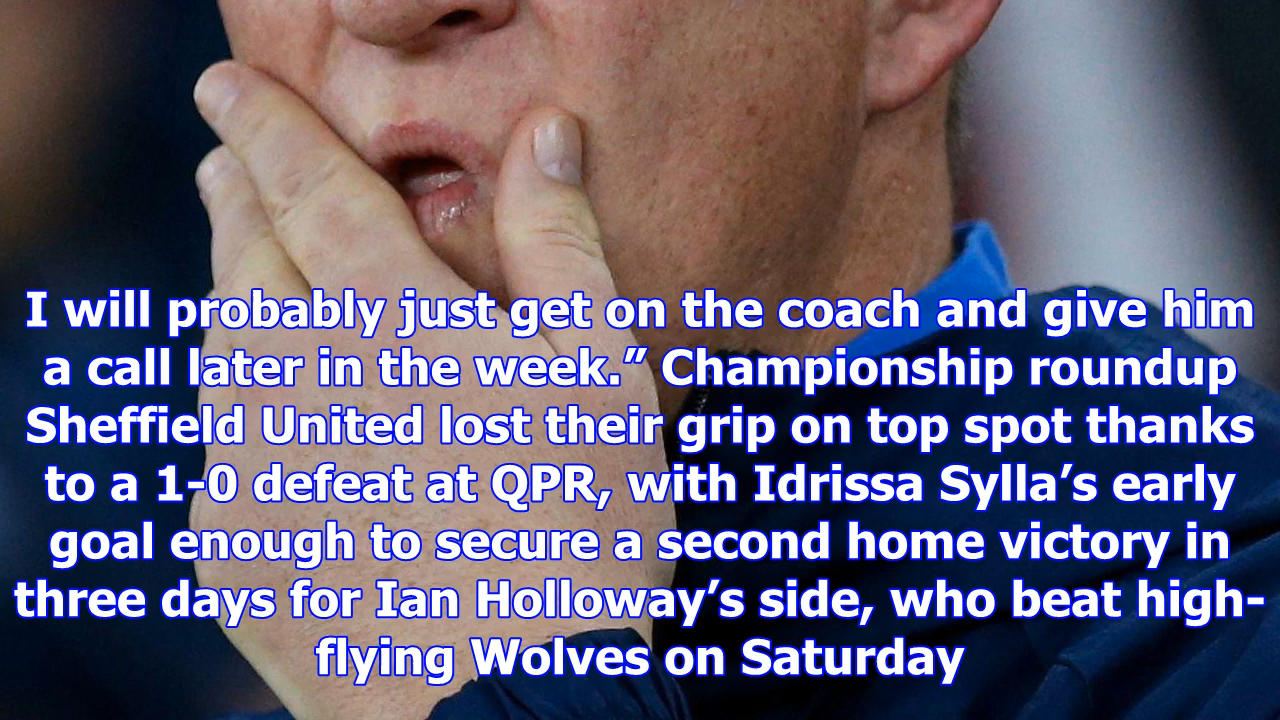 I will probably just get on the coach and give him
a call later in the week.” Championship roundup
Sheffield United lost their grip on top spot thanks
to a 1-0 defeat at QPR, with Idrissa Sylla’s early
goal enough to secure a second home victory in
three days for Ian Holloway’s side, who beat high-
flying Wolves on Saturday